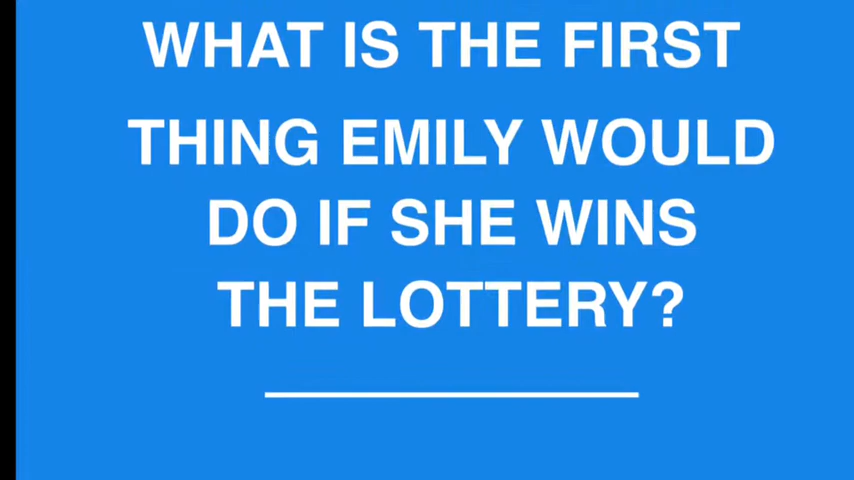 WHAT IS THE FIRST
THING EMILY WOULD
DO IF SHE WINS
THE LOTTERY?